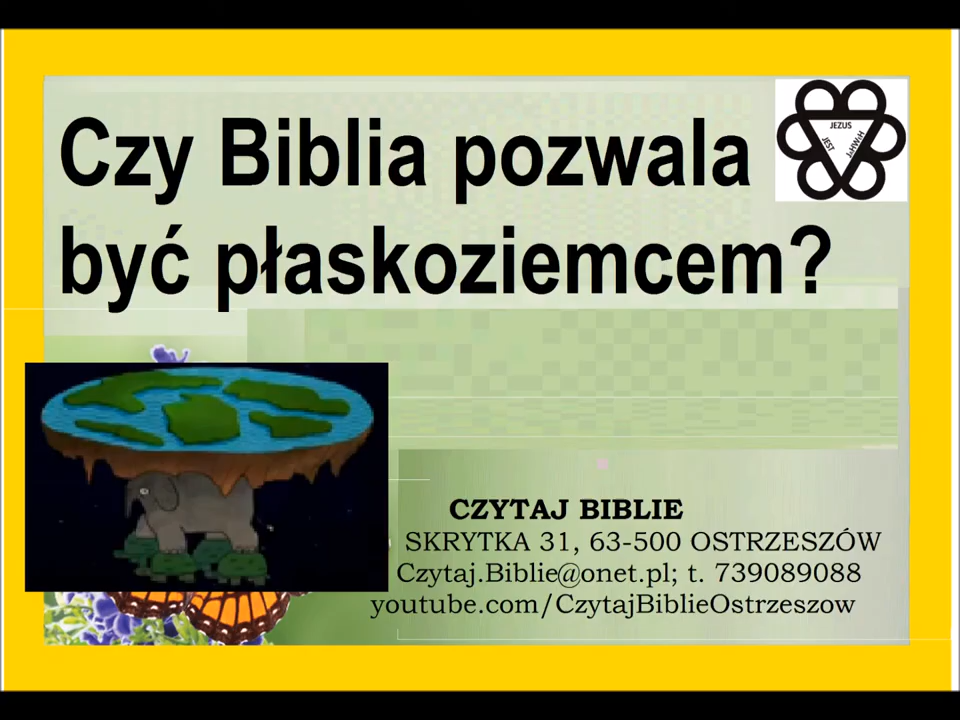 Czy Biblia pozwala
być płaskoziemcem?
JEZUS
JEST
JaHWeH
CZYTAJ BIBLIE
SKRYTKA 31, 63-500 OSTRZESZÓW
Czytaj.Biblie@onet.pl; t. 739089088
youtube.com/CzytajBiblieOstrzeszow